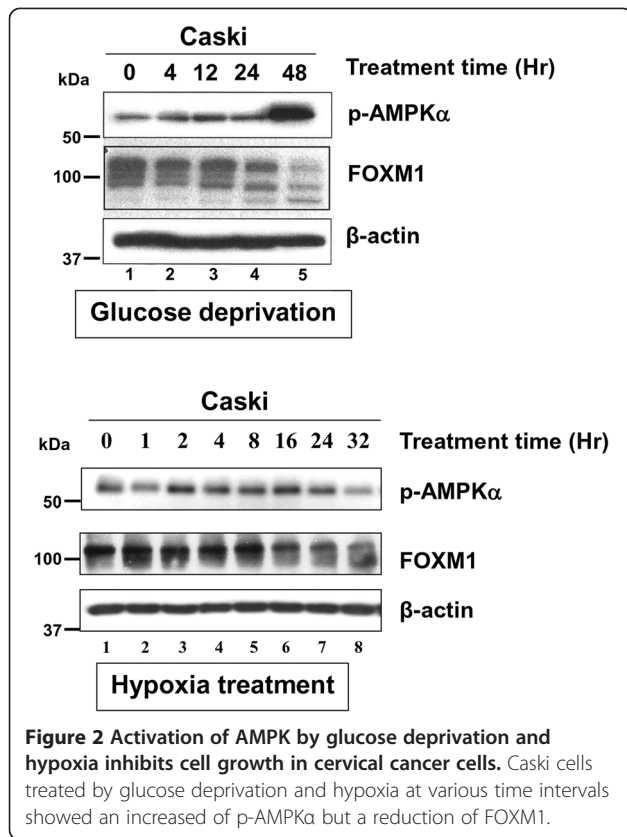 Caski
kDa 0 4 12 24 48 Treatment time (Hr)
p-AMPKα
50
100 FOXM1
β-actin
37
1 2 3 4 5
Glucose deprivation
Caski
kDa 0 1 2 4 8 16 24 32 Treatment time (Hr)
p-AMPKα
50
100 FOXM1
β-actin
37
1 2 3 4 5 6 7 8
Hypoxia treatment
Figure 2 Activation of AMPK by glucose deprivation and
hypoxia inhibits cell growth in cervical cancer cells. Caski cells
treated by glucose deprivation and hypoxia at various time intervals
showed an increased of p-AMPKα but a reduction of FOXM1.